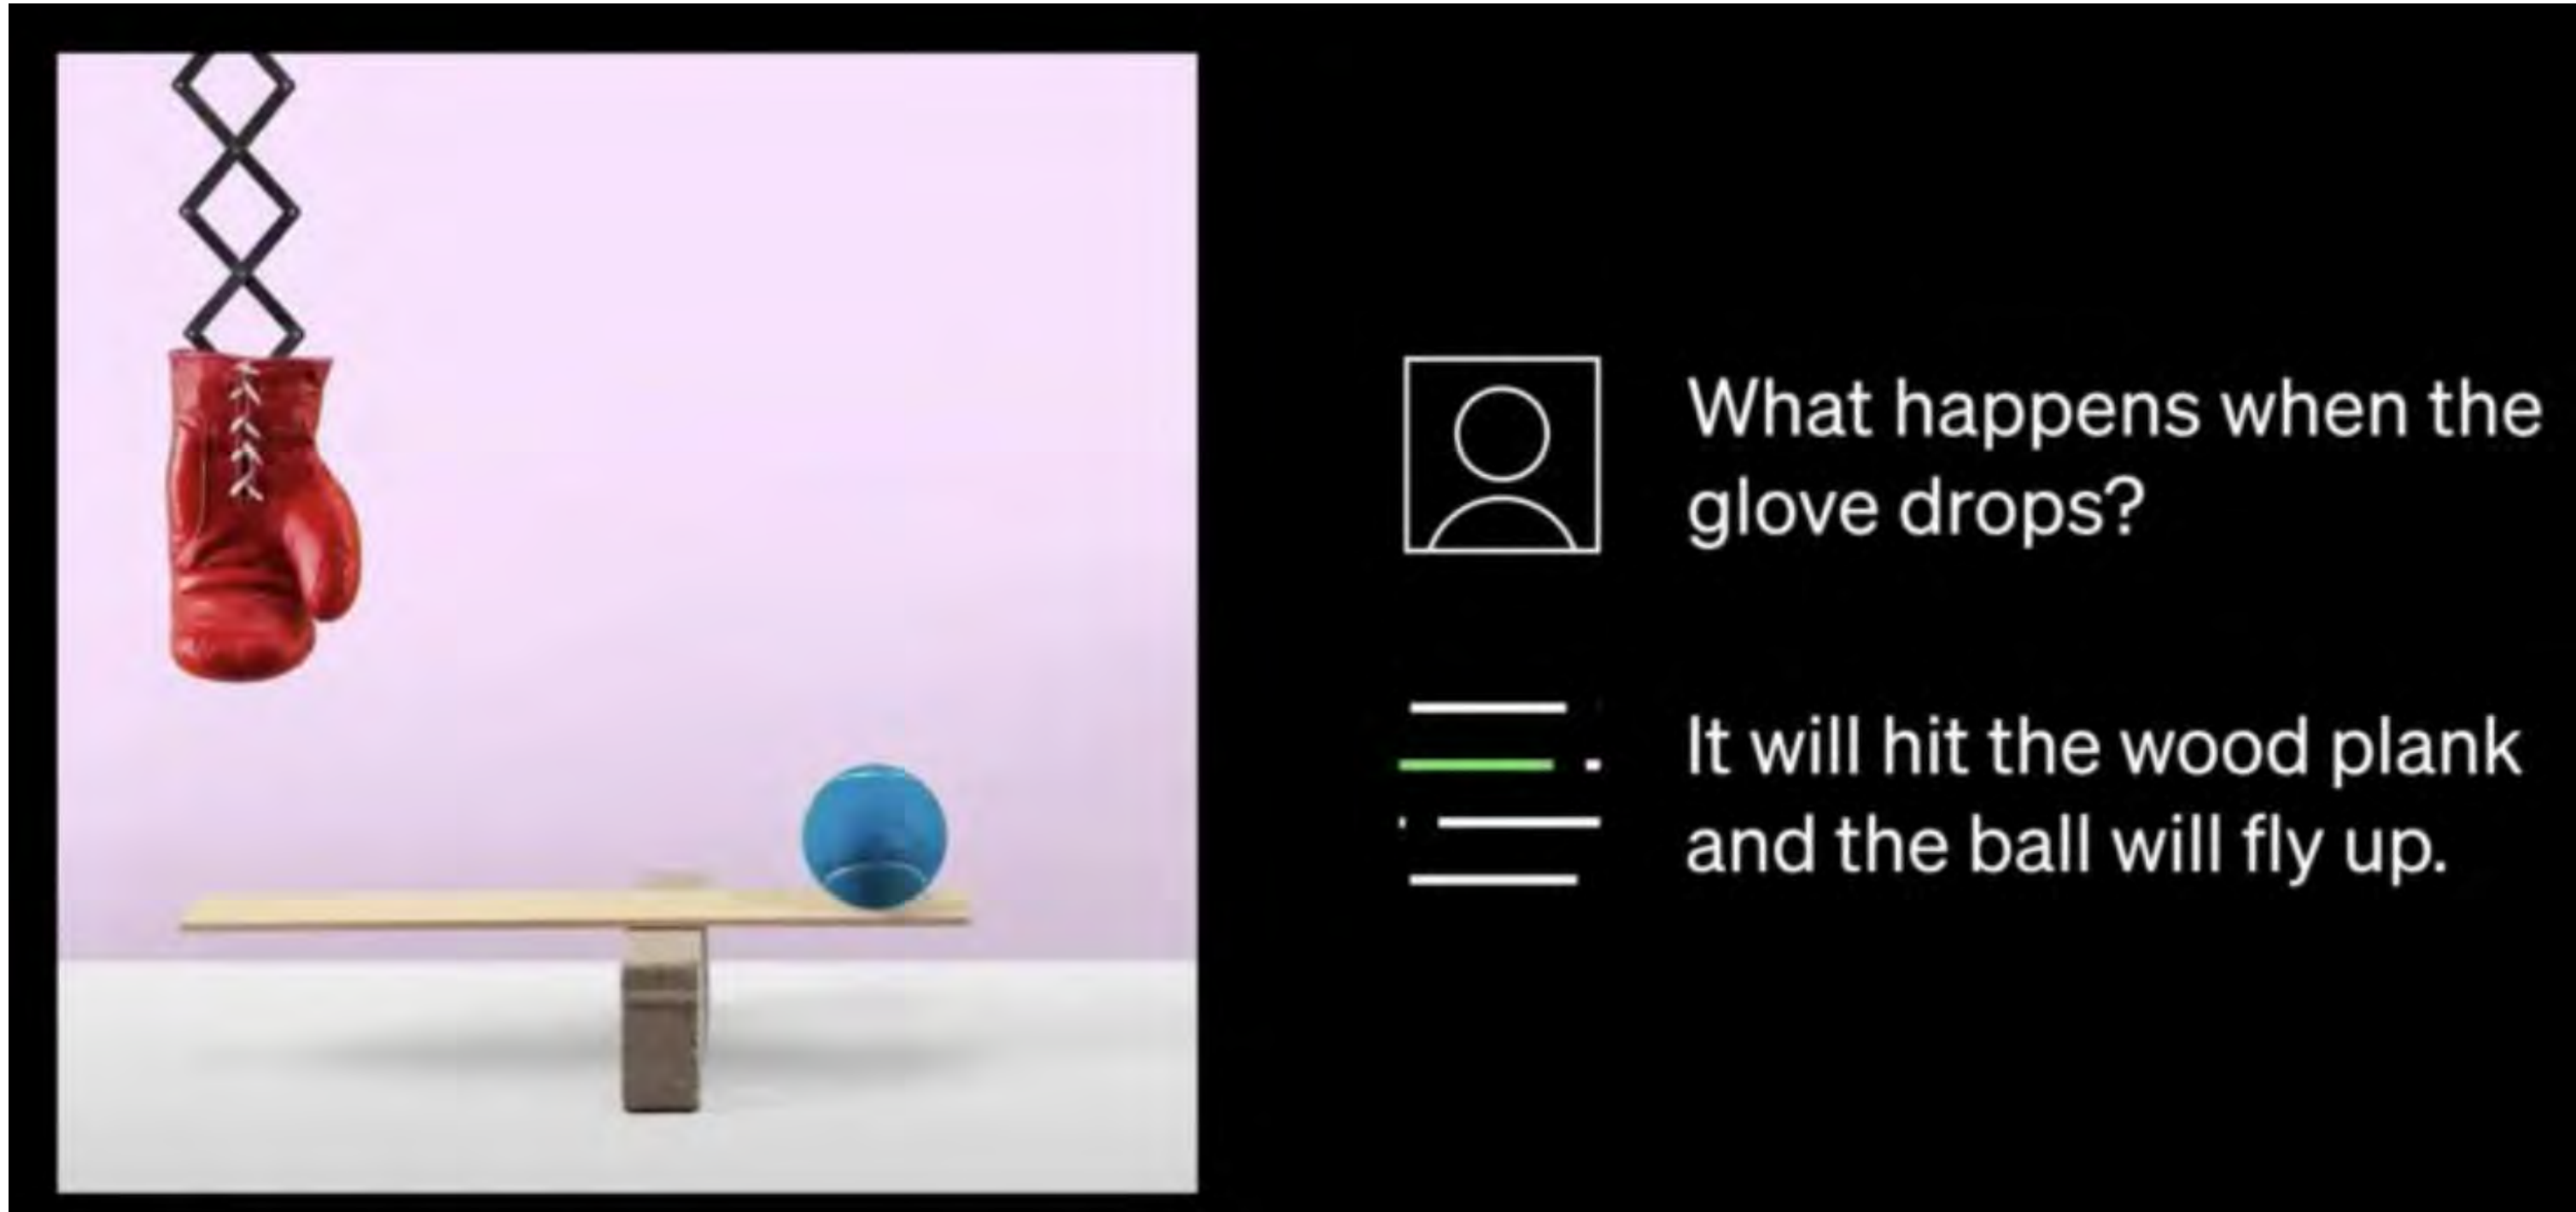 What happens when the
glove drops?
It will hit the wood plank
and the ball will fly up.